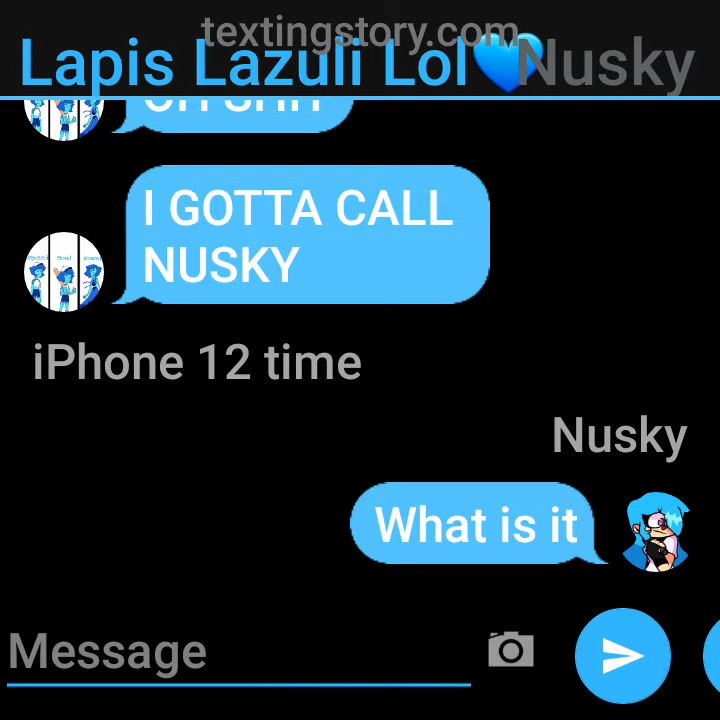 textingstory.com
Lapis Lazuli Lol💙 Nusky
I GOTTA CALL
NUSKY
iPhone 12 time
Nusky
What is it
Message